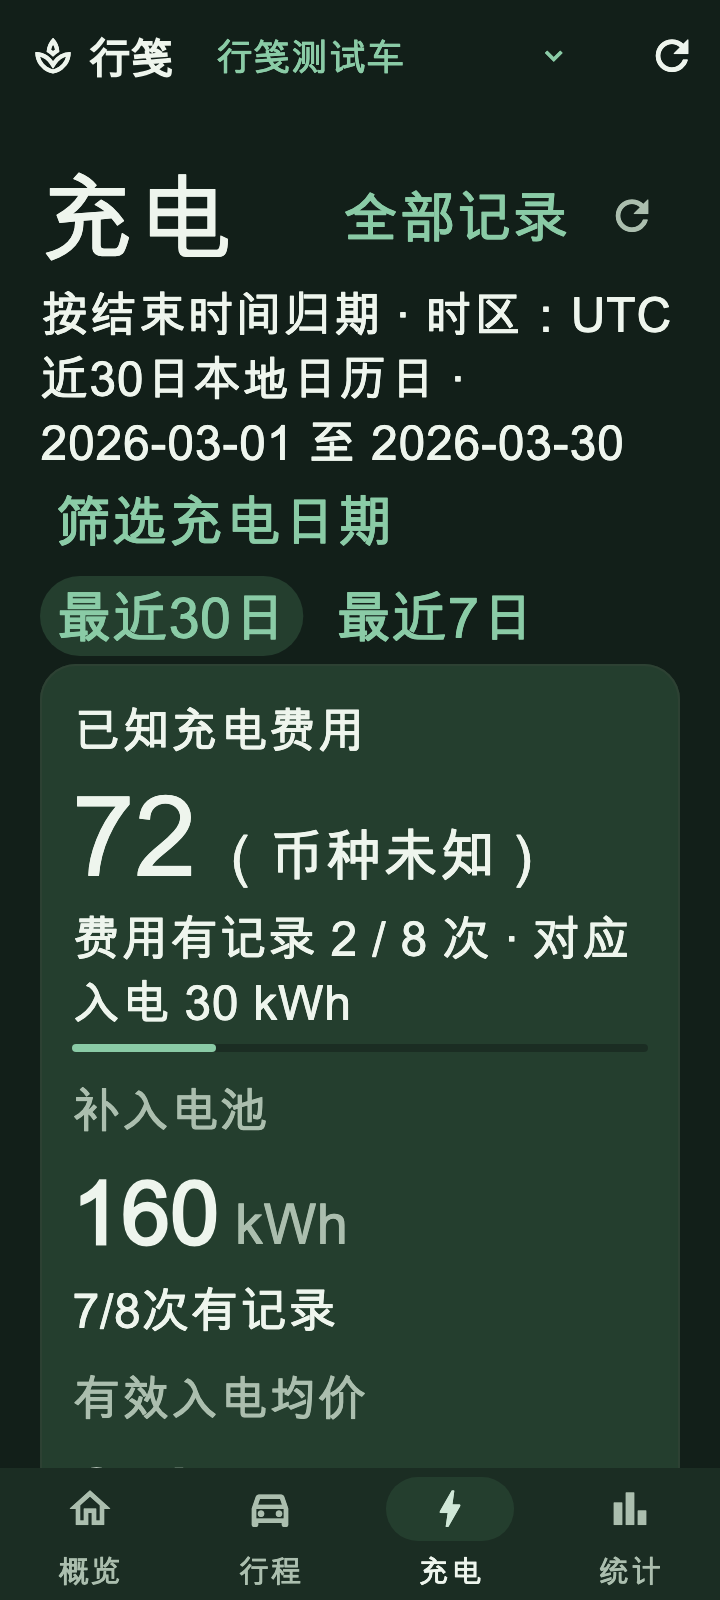 行笺 行笺测试车
充电 全部记录
按结束时间归期 · 时区：UTC
近30日本地日历日 ·
2026-03-01 至 2026-03-30
筛选充电日期
最近30日 最近7日
已知充电费用
72（币种未知）
费用有记录 2 / 8 次 · 对应
入电 30 kWh
补入电池
160 kWh
7/8次有记录
有效入电均价
概览 行程 充电 统计